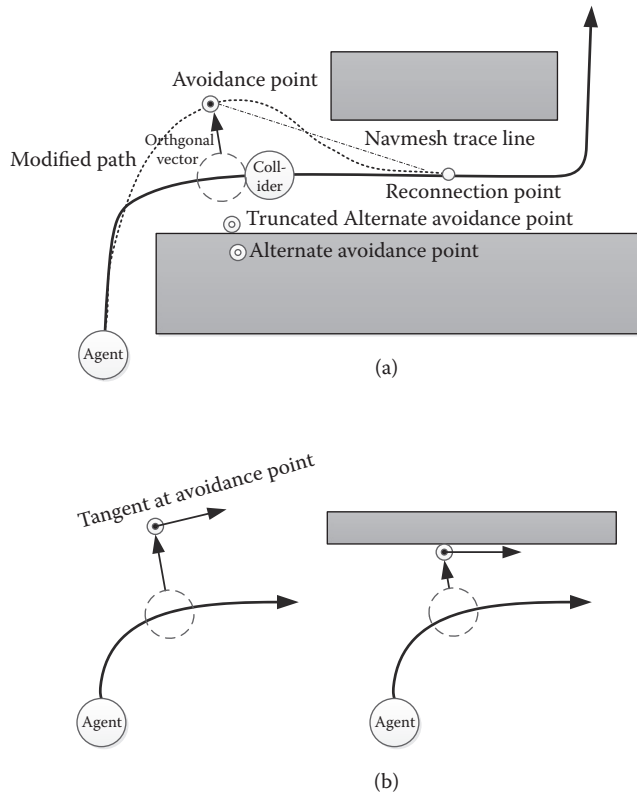 Avoidance point
Orthgonal
vector
Modified path
Coll-
ider
Navmesh trace line
Reconnection point
Truncated Alternate avoidance point
Alternate avoidance point
Agent
(a)
Tangent at avoidance point
Agent
Agent
(b)